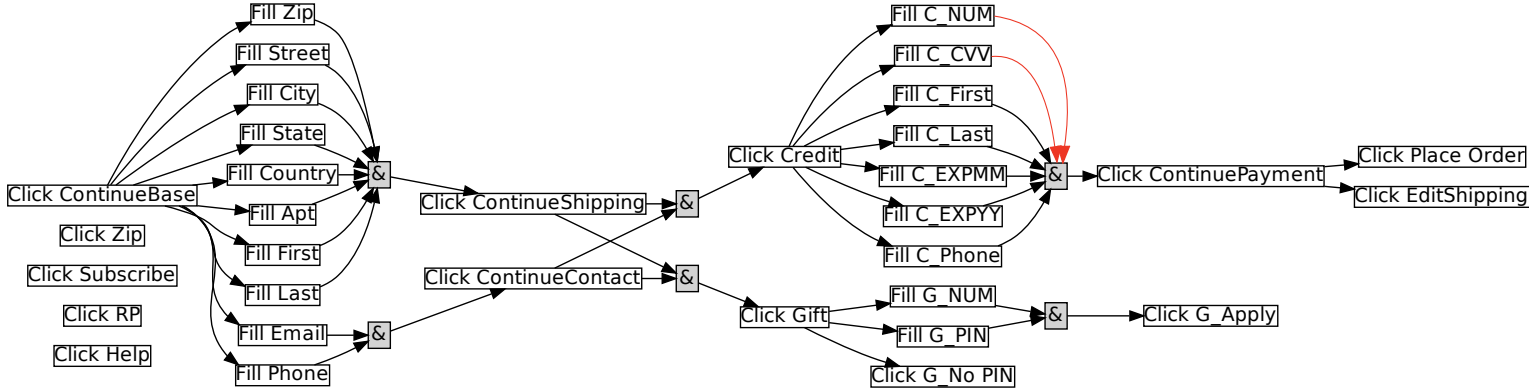 Click ContinueBase
Click Zip
Click Subscribe
Click RP
Click Help
Fill Zip
Fill Street
Fill City
Fill State
Fill Country
Fill Apt
Fill First
Fill Last
Fill Email
Fill Phone
&
&
Click ContinueShipping
Click ContinueContact
&
&
Click Credit
Click Gift
Fill C_NUM
Fill C_CVV
Fill C_First
Fill C_Last
Fill C_EXPMM
Fill C_EXPYY
Fill C_Phone
Fill G_NUM
Fill G_PIN
Click G_No PIN
&
&
Click ContinuePayment
Click G_Apply
Click Place Order
Click EditShipping